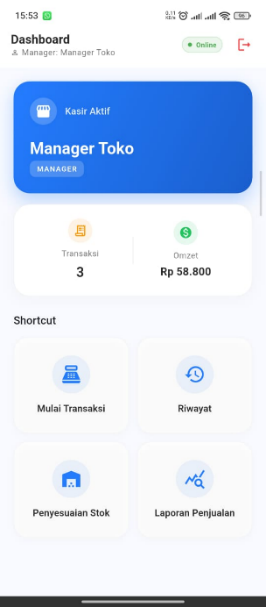 15:53
Dashboard
Manager: Manager Toko
Online
Kasir Aktif
Manager Toko
MANAGER
Transaksi
3
Omzet
Rp 58.800
Shortcut
Mulai Transaksi
Riwayat
Penyesuaian Stok
Laporan Penjualan